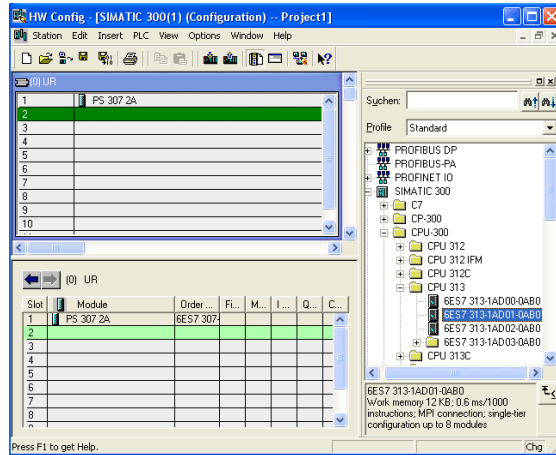 HW Config - [SIMATIC 300(1) (Configuration) -- Project1]
Station Edit Insert PLC View Options Window Help
(0) UR
1 PS 307 2A
2
3
4
5
6
7
8
9
10
Suchen:
Profile Standard
PROFIBUS DP
PROFIBUS-PA
PROFINET IO
SIMATIC 300
C7
CP-300
CPU-300
CPU 312
CPU 312 IFM
CPU 312C
CPU 313
6ES7 313-1AD00-0AB0
6ES7 313-1AD01-0AB0
6ES7 313-1AD02-0AB0
6ES7 313-1AD03-0AB0
CPU 313C
(0) UR
Slot Module Order ... Fi... M... I ... Q... C...
1 PS 307 2A 6ES7 307-
2
3
4
5
6
7
8
6ES7 313-1AD01-0AB0
Work memory 12 KB; 0.6 ms/1000
instructions; MPI connection; single-tier
configuration up to 8 modules
Press F1 to get Help.
Chg